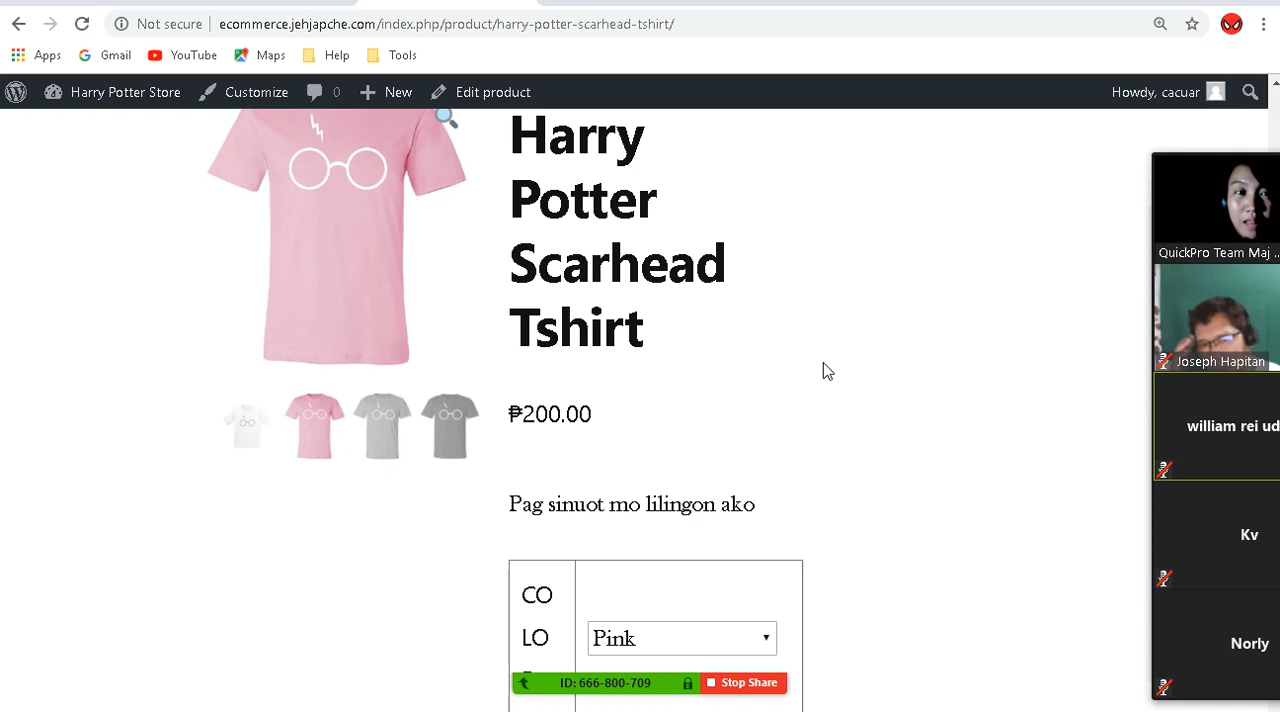 Not secure
ecommerce.jehjapche.com/index.php/product/harry-potter-scarhead-tshirt/
Apps
Gmail
YouTube
Maps
Help
Tools
Harry Potter Store
Customize
0
New
Edit product
Howdy, cacuar
Harry
Potter
Scarhead
Tshirt
₱200.00
Pag sinuot mo lilingon ako
CO
LO
Pink
ID: 666-800-709
Stop Share
QuickPro Team Maj ...
Joseph Hapitan
william rei ud
Kv
Norly